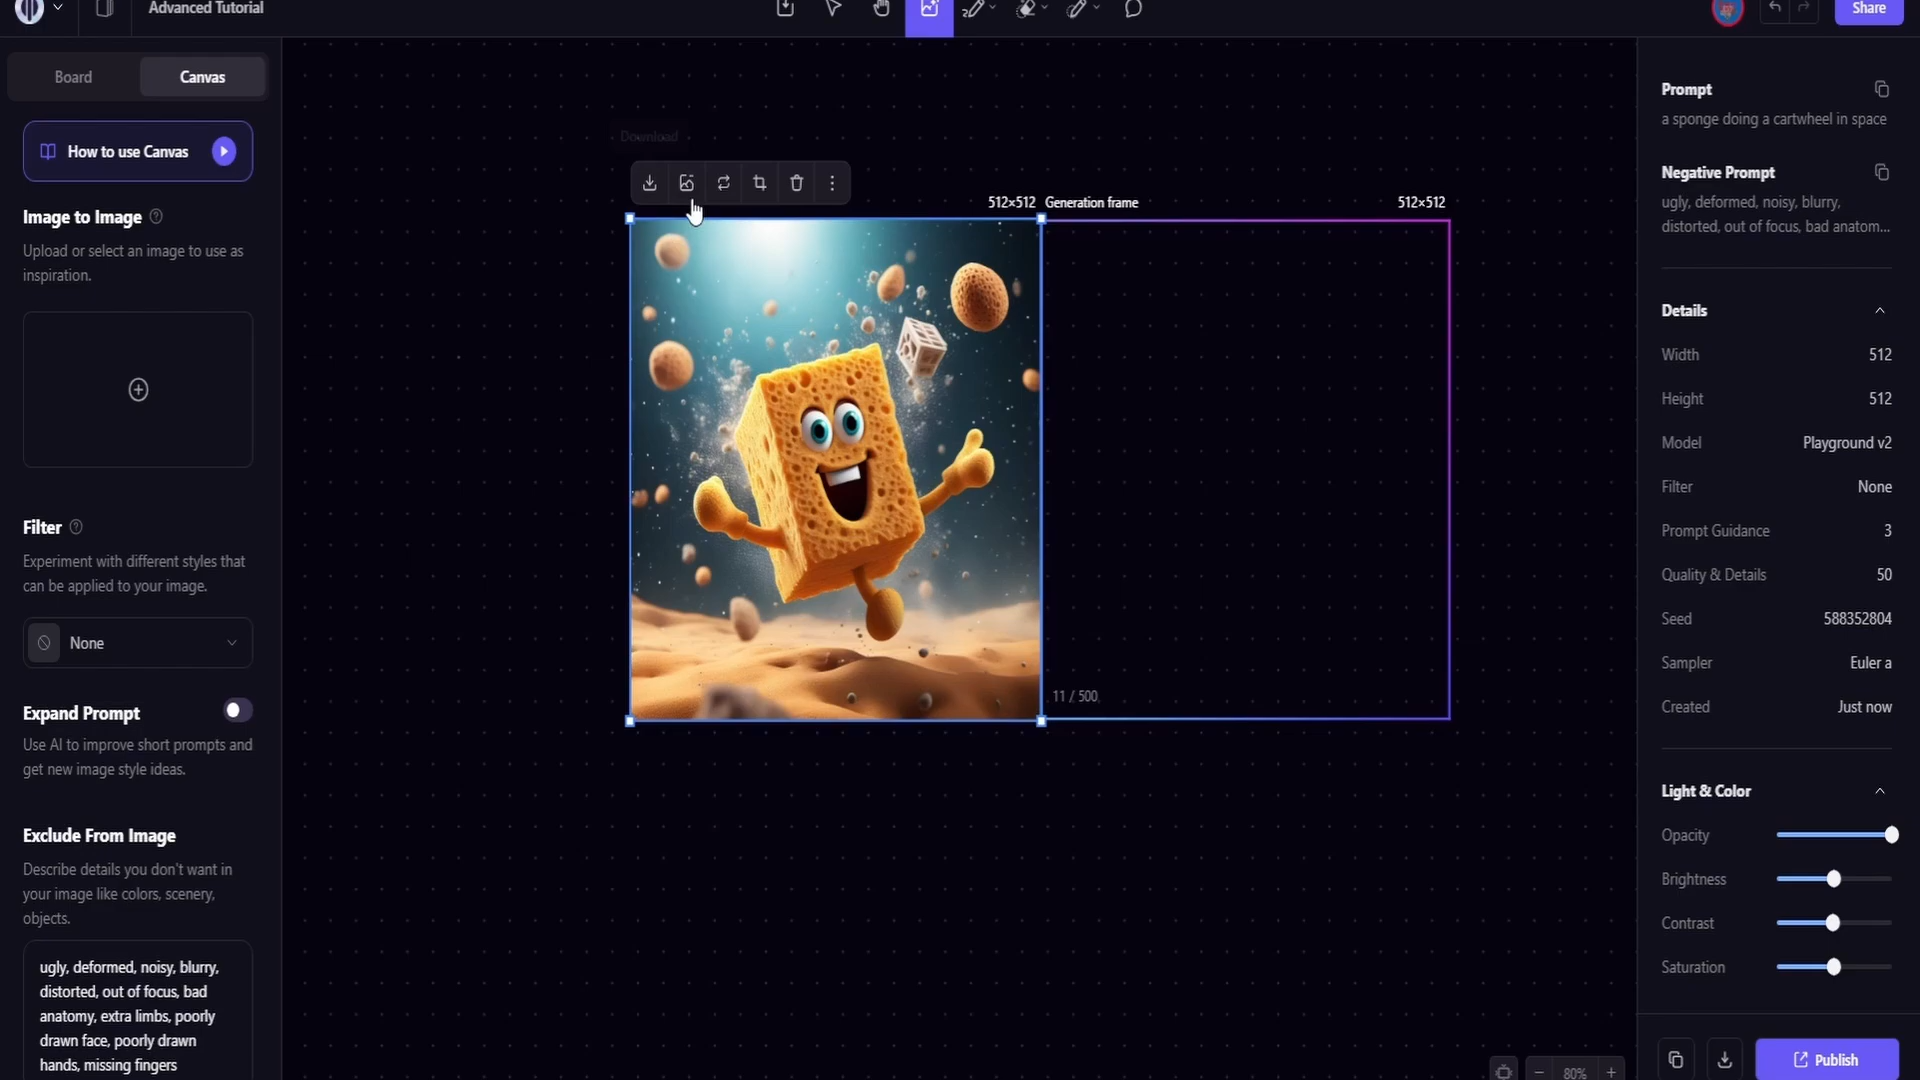 Advanced Tutorial
Share
Board
Canvas
How to use Canvas
Image to Image
Upload or select an image to use as
inspiration.
Filter
Experiment with different styles that
can be applied to your image.
None
Expand Prompt
Use AI to improve short prompts and
get new image style ideas.
Exclude From Image
Describe details you don't want in
your image like colors, scenery,
objects.
ugly, deformed, noisy, blurry,
distorted, out of focus, bad
anatomy, extra limbs, poorly
drawn face, poorly drawn
hands, missing fingers
Download
512×512
Generation frame
512×512
11 / 500
80%
Prompt
a sponge doing a cartwheel in space
Negative Prompt
ugly, deformed, noisy, blurry,
distorted, out of focus, bad anatom...
Details
Width 512
Height 512
Model Playground v2
Filter None
Prompt Guidance 3
Quality & Details 50
Seed 588352804
Sampler Euler a
Created Just now
Light & Color
Opacity
Brightness
Contrast
Saturation
Publish